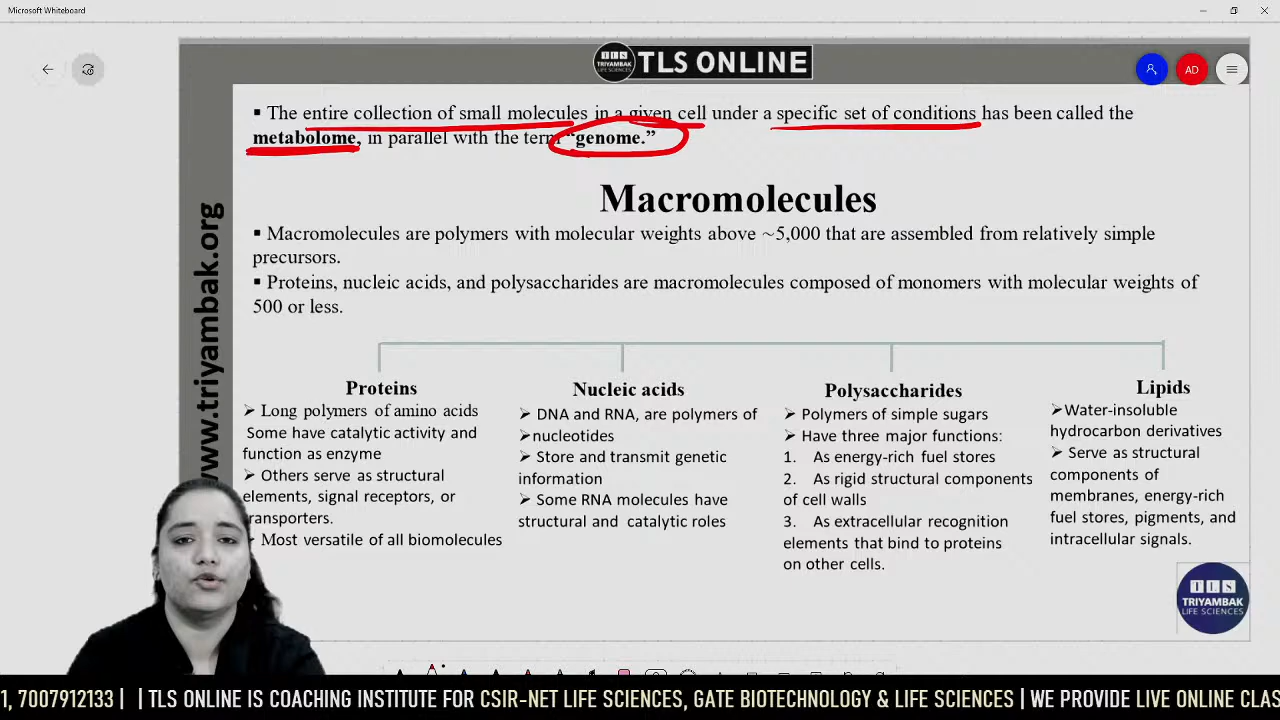 Microsoft Whiteboard
TLS ONLINE
TRIYAMBAK
LIFE SCIENCES
AD
▪ The entire collection of small molecules in a given cell under a specific set of conditions has been called the
metabolome, in parallel with the term “genome.”
Macromolecules
▪ Macromolecules are polymers with molecular weights above ~5,000 that are assembled from relatively simple
precursors.
▪ Proteins, nucleic acids, and polysaccharides are macromolecules composed of monomers with molecular weights of
500 or less.
www.triyambak.org
Proteins
➢ Long polymers of amino acids
Some have catalytic activity and
function as enzyme
➢ Others serve as structural
elements, signal receptors, or
transporters.
➢ Most versatile of all biomolecules
Nucleic acids
➢ DNA and RNA, are polymers of
➢nucleotides
➢ Store and transmit genetic
information
➢ Some RNA molecules have
structural and catalytic roles
Polysaccharides
➢ Polymers of simple sugars
➢ Have three major functions:
1. As energy-rich fuel stores
2. As rigid structural components
of cell walls
3. As extracellular recognition
elements that bind to proteins
on other cells.
Lipids
➢Water-insoluble
hydrocarbon derivatives
➢ Serve as structural
components of
membranes, energy-rich
fuel stores, pigments, and
intracellular signals.
TLS
TRIYAMBAK
LIFE SCIENCES
1, 7007912133 | | TLS ONLINE IS COACHING INSTITUTE FOR CSIR-NET LIFE SCIENCES, GATE BIOTECHNOLOGY & LIFE SCIENCES | WE PROVIDE LIVE ONLINE CLAS